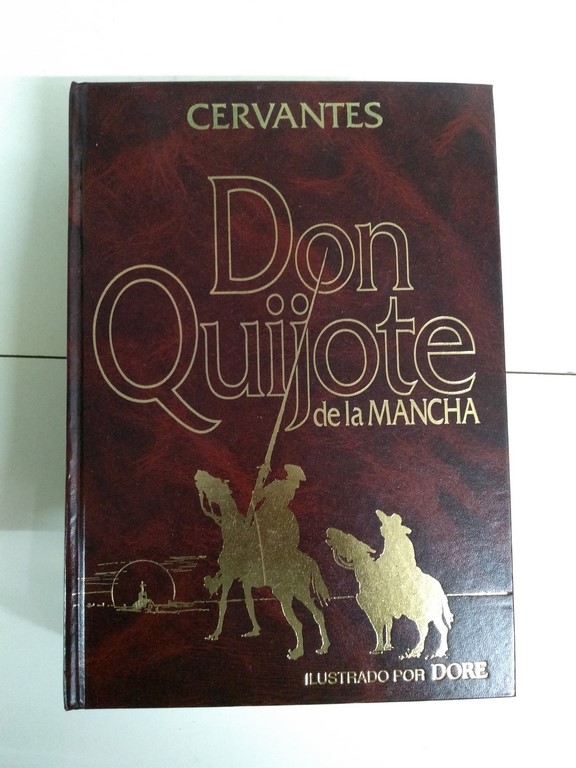 CERVANTES
Don
Quijote
de la MANCHA
ILUSTRADO POR DORE